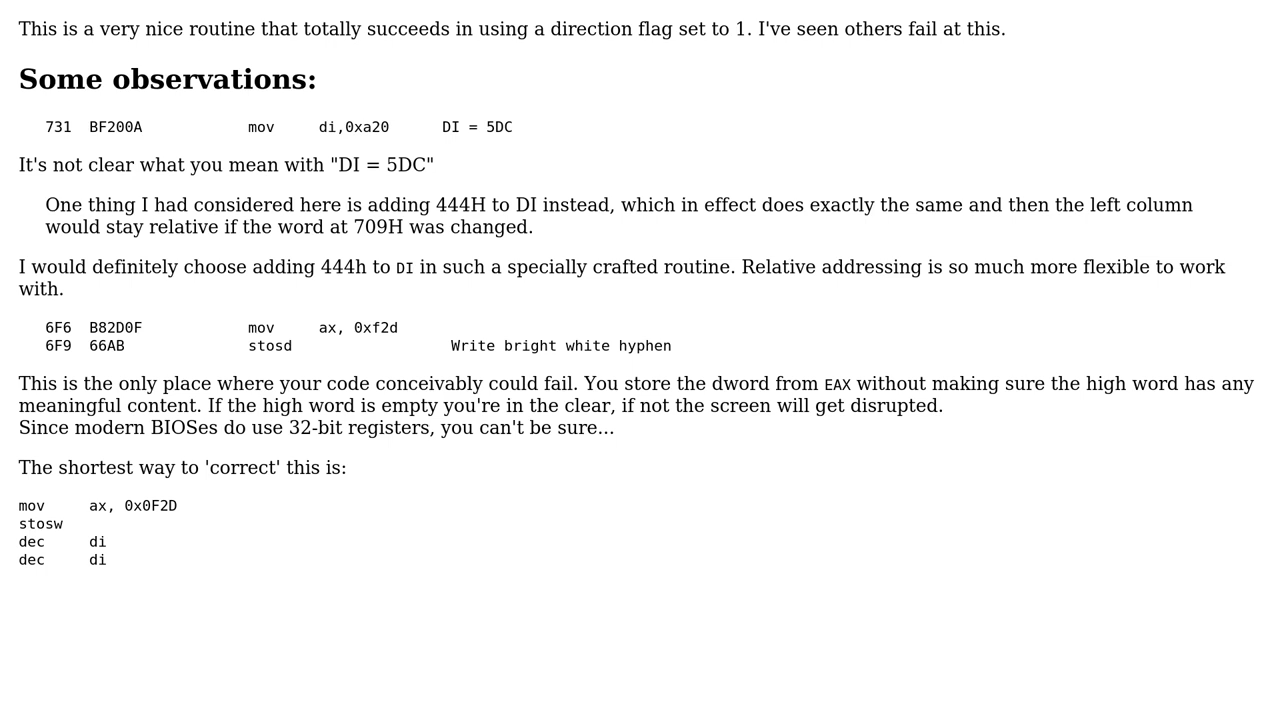 This is a very nice routine that totally succeeds in using a direction flag set to 1. I've seen others fail at this.
Some observations:
731  BF200A            mov     di,0xa20      DI = 5DC
It's not clear what you mean with "DI = 5DC"
One thing I had considered here is adding 444H to DI instead, which in effect does exactly the same and then the left column
would stay relative if the word at 709H was changed.
I would definitely choose adding 444h to DI in such a specially crafted routine. Relative addressing is so much more flexible to work
with.
6F6  B82D0F            mov     ax, 0xf2d
6F9  66AB              stosd                  Write bright white hyphen
This is the only place where your code conceivably could fail. You store the dword from EAX without making sure the high word has any
meaningful content. If the high word is empty you're in the clear, if not the screen will get disrupted.
Since modern BIOSes do use 32-bit registers, you can't be sure...
The shortest way to 'correct' this is:
mov     ax, 0x0F2D
stosw
dec     di
dec     di